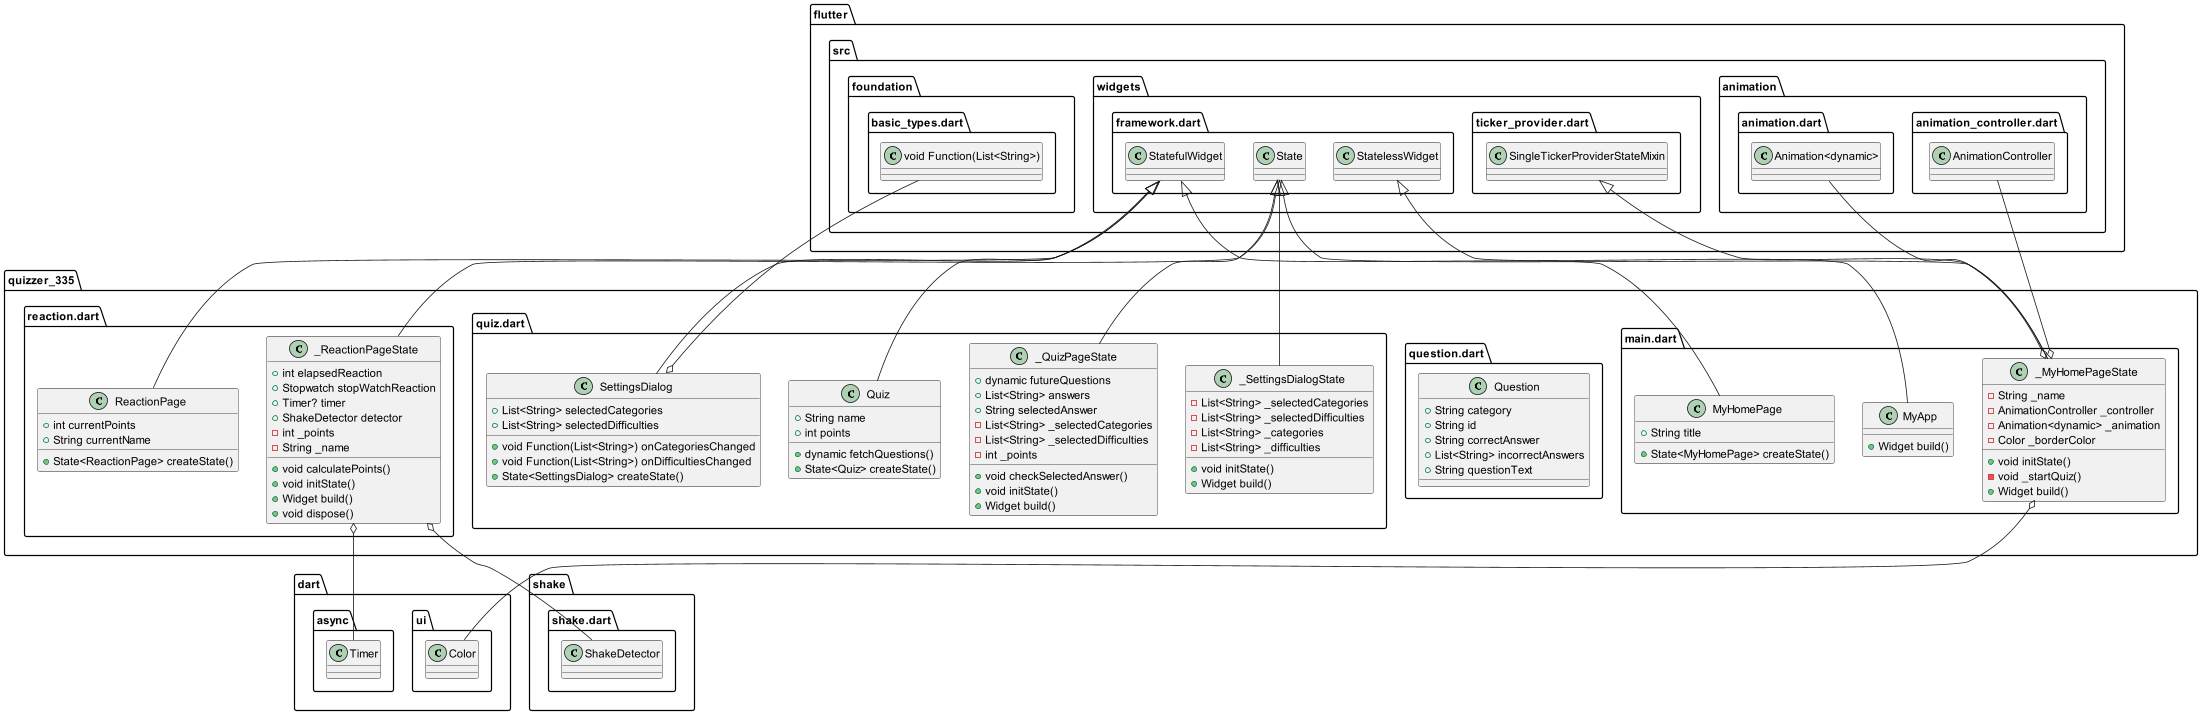 flutter
src
foundation
widgets
animation
basic_types.dart
framework.dart
ticker_provider.dart
animation.dart
animation_controller.dart
C void Function(List<String>)
C StatefulWidget
C State
C StatelessWidget
C SingleTickerProviderStateMixin
C Animation<dynamic>
C AnimationController
quizzer_335
reaction.dart
C ReactionPage
int currentPoints
String currentName
State<ReactionPage> createState()
C _ReactionPageState
int elapsedReaction
Stopwatch stopWatchReaction
Timer? timer
ShakeDetector detector
int _points
String _name
void calculatePoints()
void initState()
Widget build()
void dispose()
quiz.dart
C SettingsDialog
List<String> selectedCategories
List<String> selectedDifficulties
void Function(List<String>) onCategoriesChanged
void Function(List<String>) onDifficultiesChanged
State<SettingsDialog> createState()
C Quiz
String name
int points
dynamic fetchQuestions()
State<Quiz> createState()
C _QuizPageState
dynamic futureQuestions
List<String> answers
String selectedAnswer
List<String> _selectedCategories
List<String> _selectedDifficulties
int _points
void checkSelectedAnswer()
void initState()
Widget build()
C _SettingsDialogState
List<String> _selectedCategories
List<String> _selectedDifficulties
List<String> _categories
List<String> _difficulties
void initState()
Widget build()
question.dart
C Question
String category
String id
String correctAnswer
List<String> incorrectAnswers
String questionText
main.dart
C MyHomePage
String title
State<MyHomePage> createState()
C MyApp
Widget build()
C _MyHomePageState
String _name
AnimationController _controller
Animation<dynamic> _animation
Color _borderColor
void initState()
void _startQuiz()
Widget build()
dart
async
C Timer
ui
C Color
shake
shake.dart
C ShakeDetector